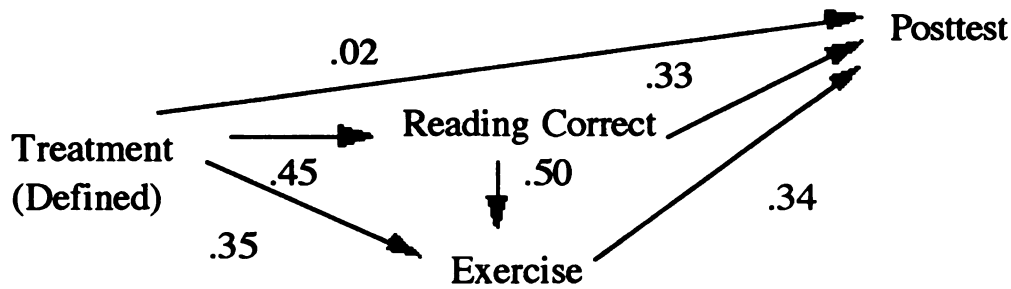 Posttest
.02
.33
Reading Correct
Treatment
(Defined)
.45
.50
.34
.35
Exercise